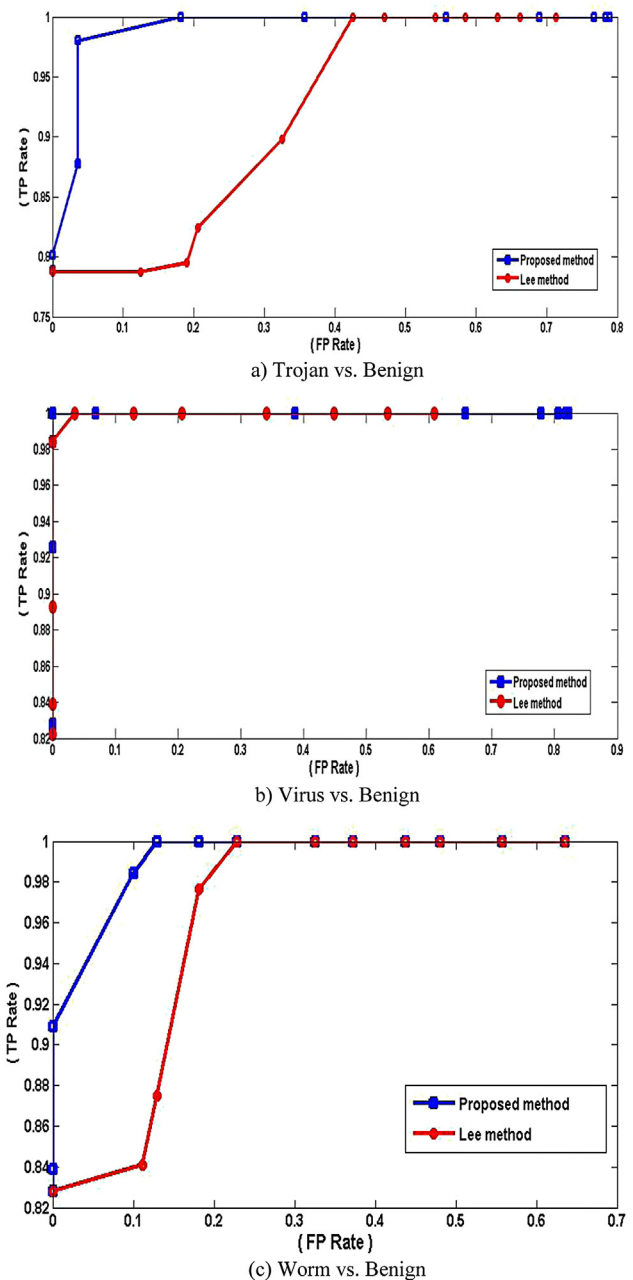 1
0.95
0.9
0.85
0.8
0.75
( TP Rate )
0 0.1 0.2 0.3 0.4 0.5 0.6 0.7 0.8
( FP Rate )
Proposed method
Lee method
a) Trojan vs. Benign
1
0.98
0.96
0.94
0.92
0.9
0.88
0.86
0.84
0.82
( TP Rate )
0 0.1 0.2 0.3 0.4 0.5 0.6 0.7 0.8 0.9
( FP Rate )
Proposed method
Lee method
b) Virus vs. Benign
1
0.98
0.96
0.94
0.92
0.9
0.88
0.86
0.84
0.82
( TP Rate )
0 0.1 0.2 0.3 0.4 0.5 0.6 0.7
( FP Rate )
Proposed method
Lee method
(c) Worm vs. Benign